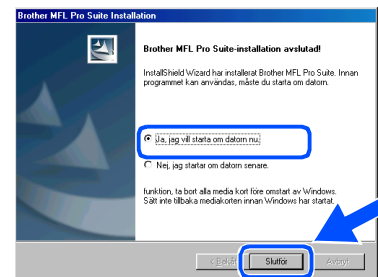 Brother MFL Pro Suite Installation
Brother MFL Pro Suite-installation avslutad!
InstallShield Wizard har installerat Brother MFL Pro Suite. Innan
programmet kan användas, måste du starta om datorn.
Ja, jag vill starta om datorn nu.
Nej, jag startar om datorn senare.
funktion, ta bort alla media kort före omstart av Windows.
Sätt inte tillbaka mediakorten innan Windows har startat.
Slutför
Avbryt